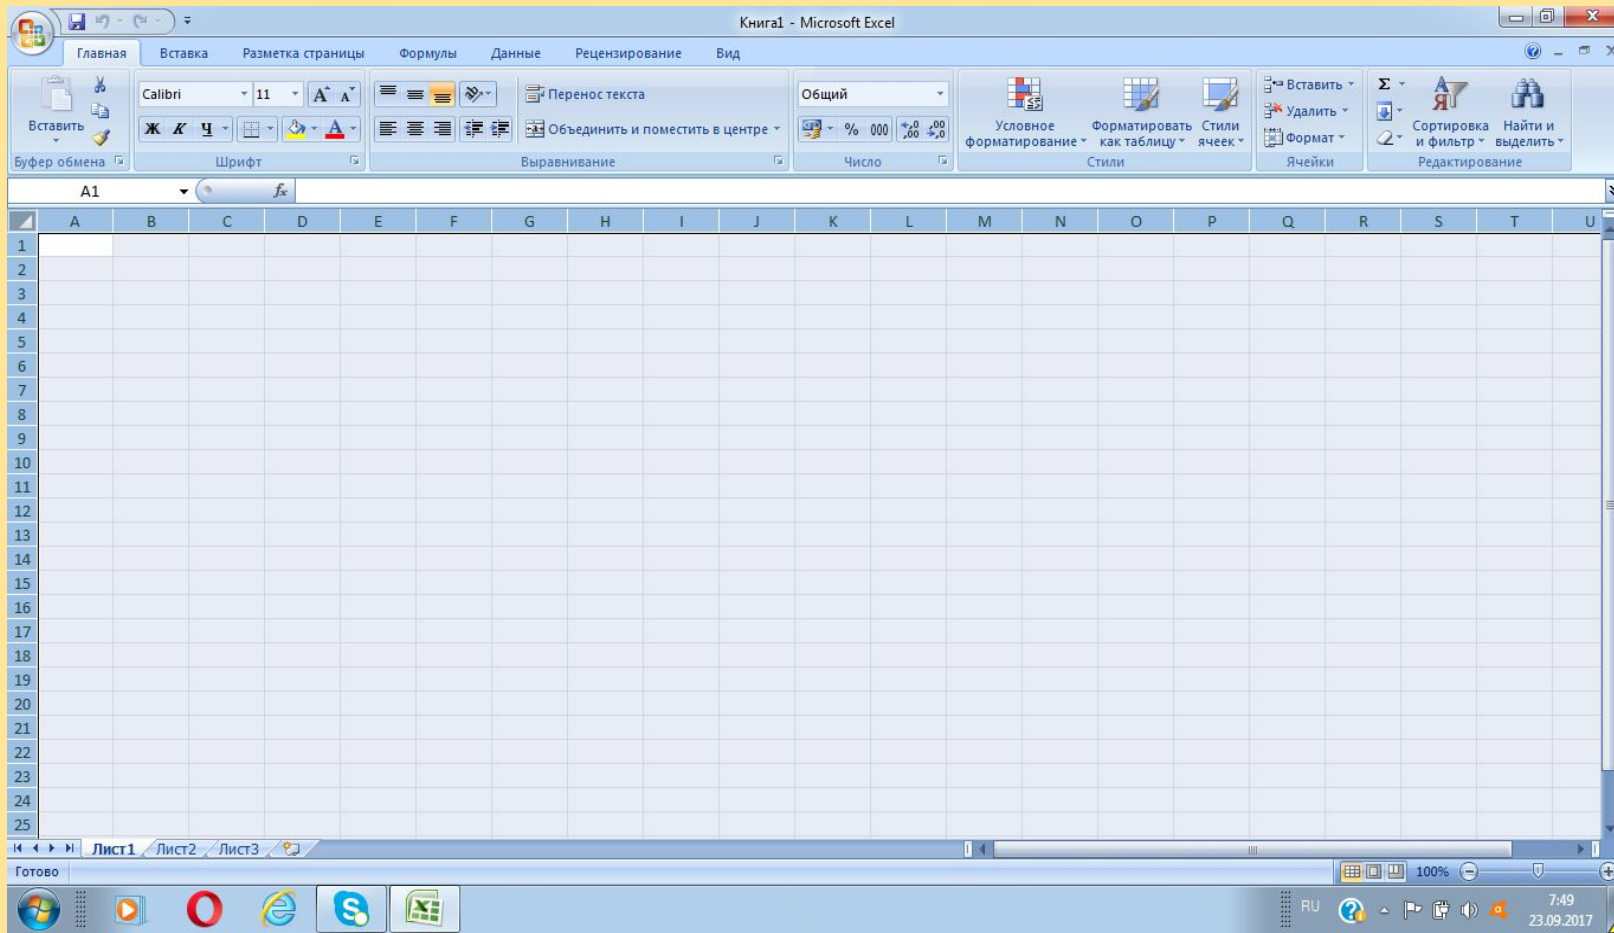 Книга1 - Microsoft Excel
Главная Вставка Разметка страницы Формулы Данные Рецензирование Вид
Вставить
Буфер обмена
Calibri 11
Ж К Ч
Шрифт
Перенос текста
Объединить и поместить в центре
Выравнивание
Общий
% 000 ,0 ,00 ,00 ,0
Число
Условное форматирование
Форматировать как таблицу
Стили ячеек
Стили
Вставить
Удалить
Формат
Ячейки
Σ
Сортировка и фильтр
Найти и выделить
Редактирование
A1 fx
A B C D E F G H I J K L M N O P Q R S T U
1
2
3
4
5
6
7
8
9
10
11
12
13
14
15
16
17
18
19
20
21
22
23
24
25
Лист1 Лист2 Лист3
Готово 100%
RU 7:49
23.09.2017